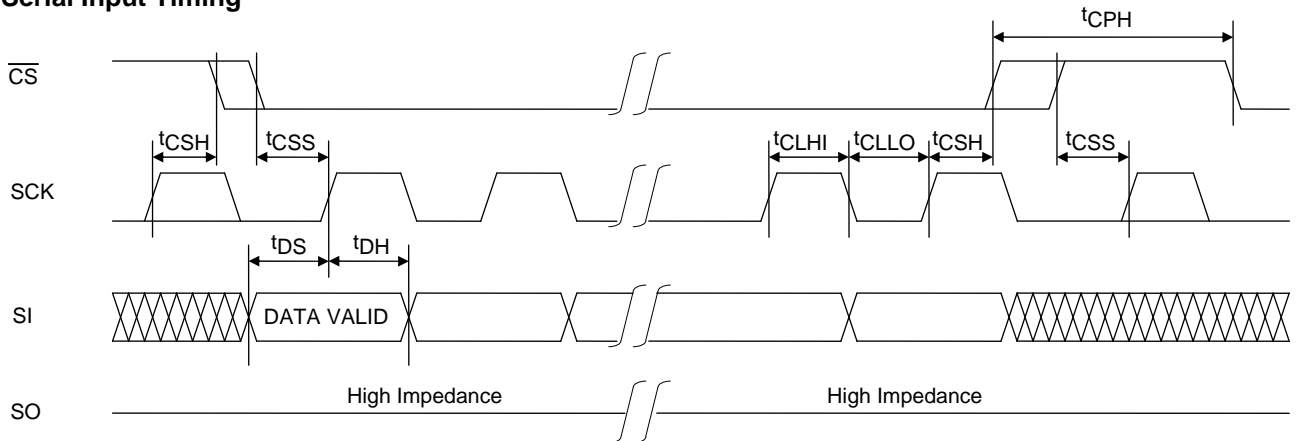 Serial Input Timing
tCPH
CS
tCSH tCSS tCLHI tCLLO tCSH tCSS
SCK
tDS tDH
SI DATA VALID
High Impedance High Impedance
SO